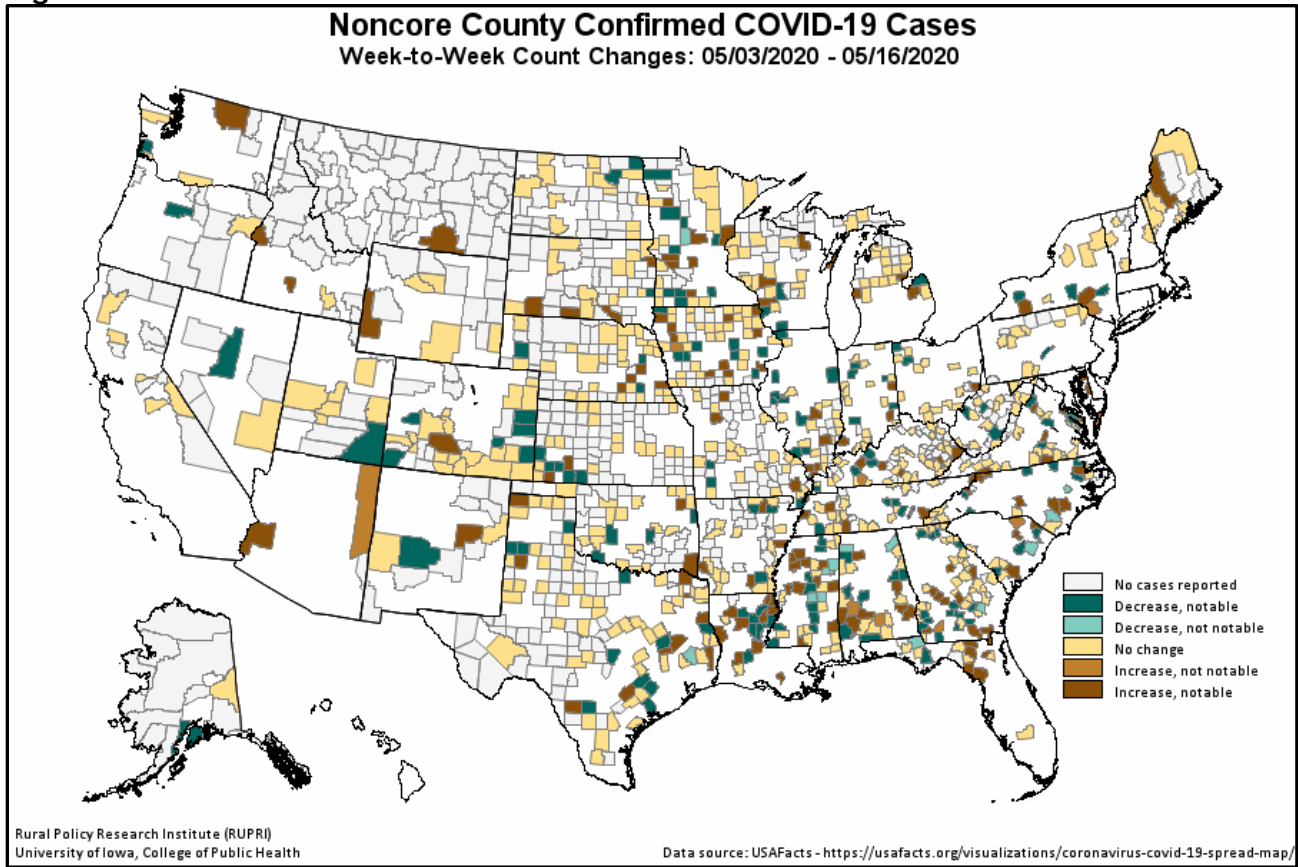 Noncore County Confirmed COVID-19 Cases
Week-to-Week Count Changes: 05/03/2020 - 05/16/2020
No cases reported
Decrease, notable
Decrease, not notable
No change
Increase, not notable
Increase, notable
Rural Policy Research Institute (RUPRI)
University of Iowa, College of Public Health
Data source: USAFacts - https://usafacts.org/visualizations/coronavirus-covid-19-spread-map/